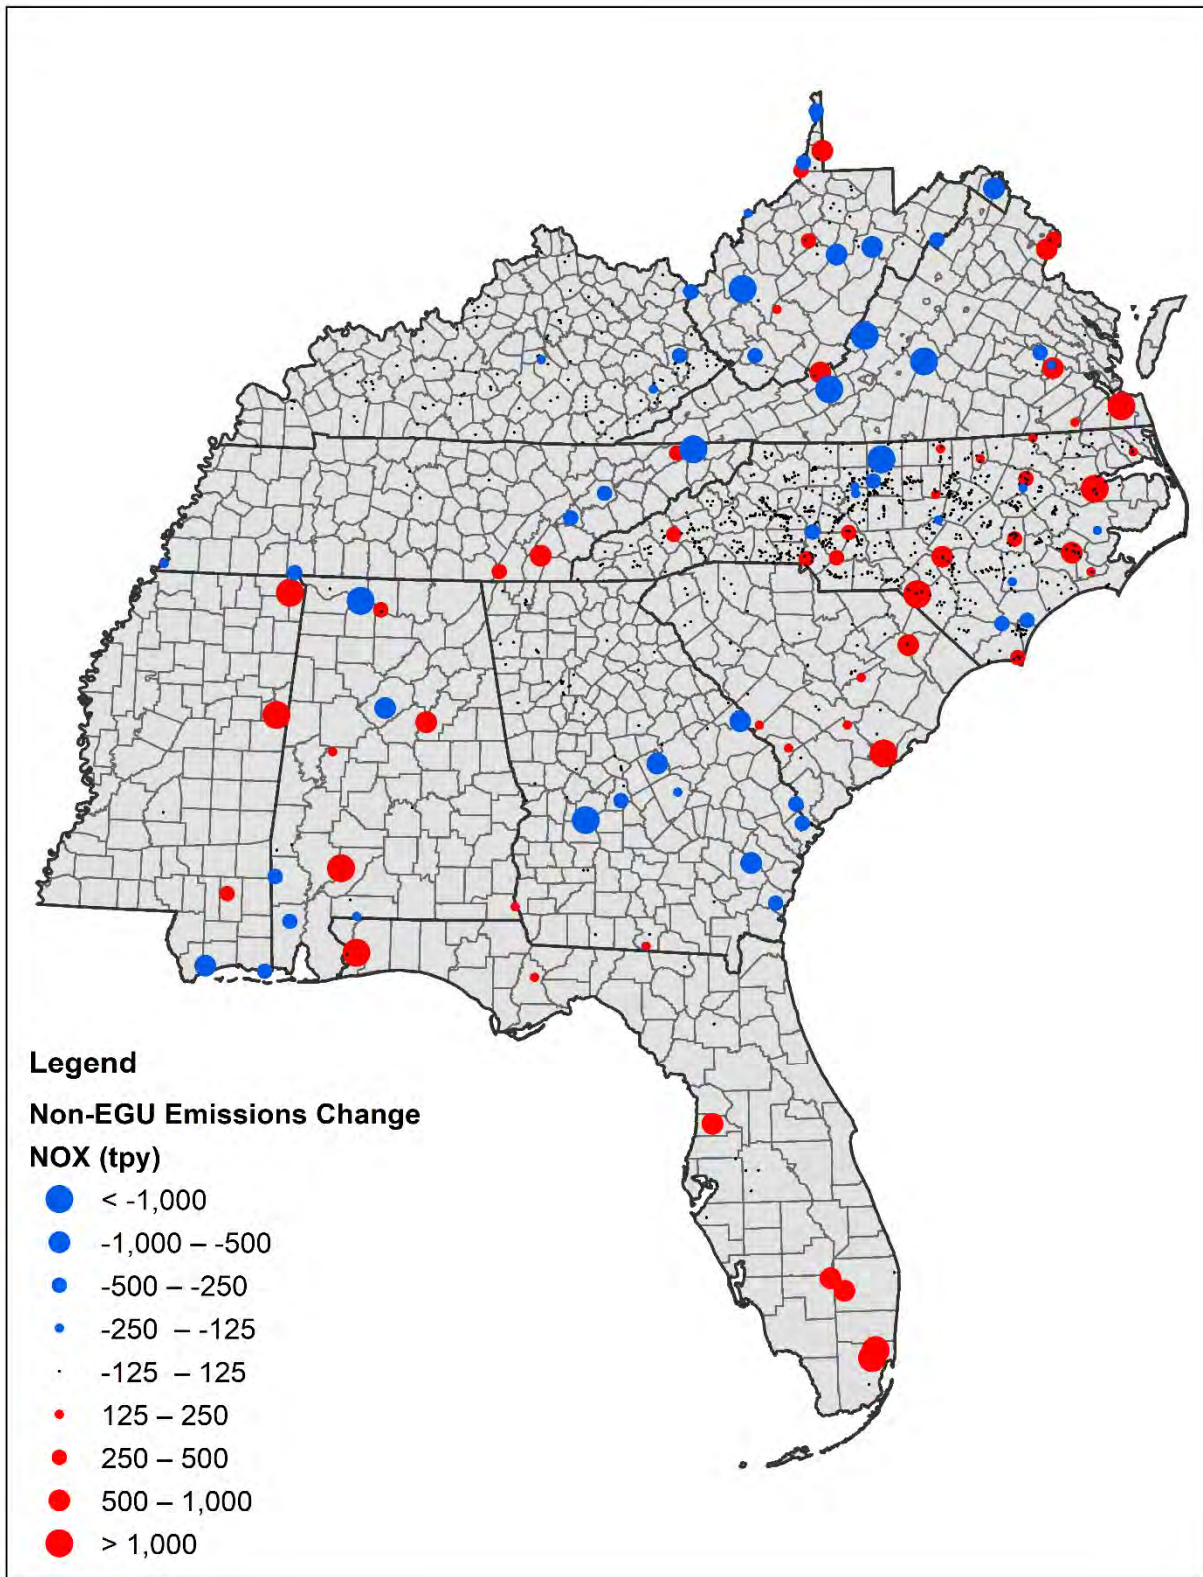 Legend
Non-EGU Emissions Change
NOX (tpy)
< -1,000
-1,000 – -500
-500 – -250
-250 – -125
-125 – 125
125 – 250
250 – 500
500 – 1,000
> 1,000